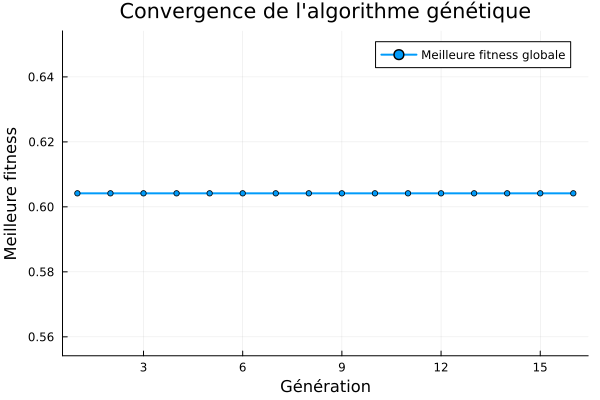 Convergence de l'algorithme génétique
Meilleure fitness globale
Meilleure fitness
0.64
0.62
0.60
0.58
0.56
3 6 9 12 15
Génération